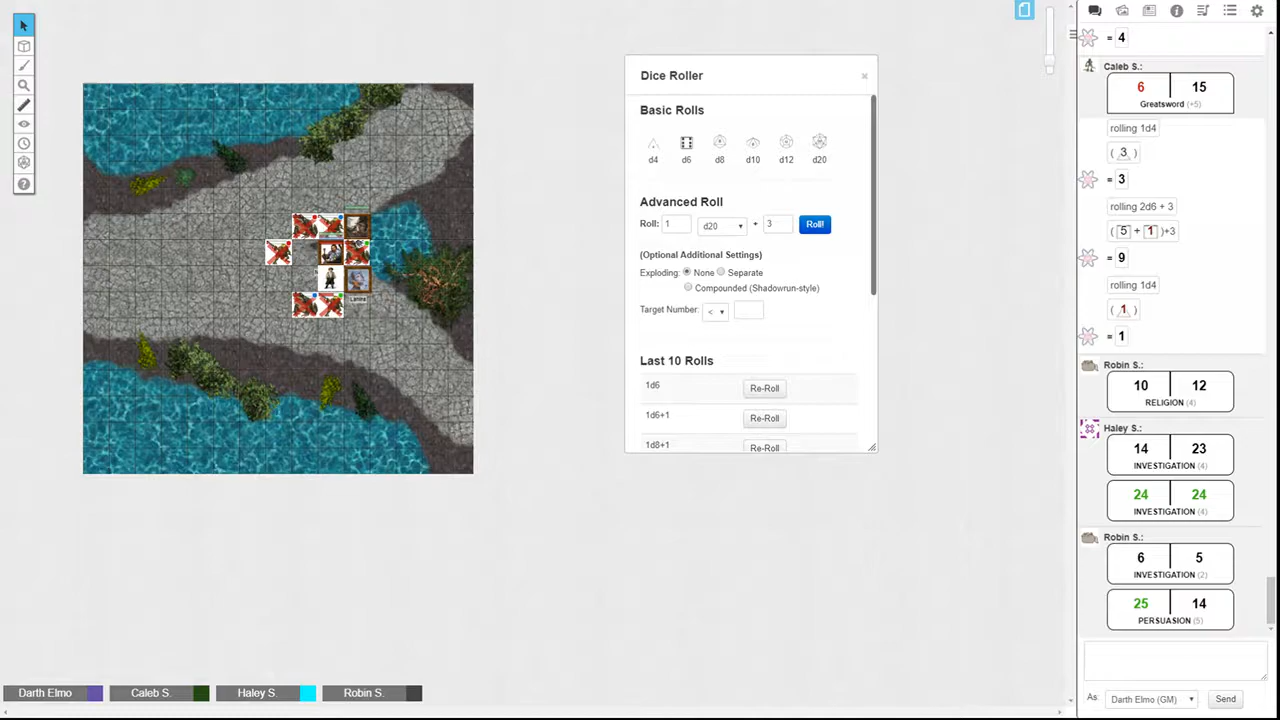 Dice Roller
×
Basic Rolls
d4 d6 d8 d10 d12 d20
Advanced Roll
Roll: 1 d20 + 3 Roll!
(Optional Additional Settings)
Exploding: None Separate
Compounded (Shadowrun-style)
Target Number: <
Last 10 Rolls
1d6 Re-Roll
1d6+1 Re-Roll
1d8+1 Re-Roll
= 4
Caleb S.:
6 15
Greatsword (+5)
rolling 1d4
( 3 )
= 3
rolling 2d6 + 3
( 5 + 1 )+3
= 9
rolling 1d4
( 1 )
= 1
Robin S.:
10 12
RELIGION (4)
Haley S.:
14 23
INVESTIGATION (4)
24 24
INVESTIGATION (4)
Robin S.:
6 5
INVESTIGATION (2)
25 14
PERSUASION (5)
As: Darth Elmo (GM) Send
Darth Elmo Caleb S. Haley S. Robin S.